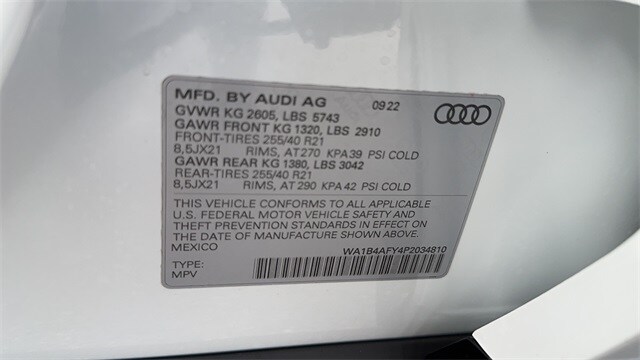 MFD. BY AUDI AG 09 22
GVWR KG 2605, LBS 5743
GAWR FRONT KG 1320, LBS 2910
FRONT-TIRES 255/40 R21
8,5JX21 RIMS, AT 270 KPA 39 PSI COLD
GAWR REAR KG 1380, LBS 3042
REAR-TIRES 255/40 R21
8,5JX21 RIMS, AT 290 KPA 42 PSI COLD
THIS VEHICLE CONFORMS TO ALL APPLICABLE
U.S. FEDERAL MOTOR VEHICLE SAFETY AND
THEFT PREVENTION STANDARDS IN EFFECT ON
DATE OF MANUFACTURE SHOWN ABOVE.
MEXICO WA1B4AFY4P2034810
TYPE:
MPV